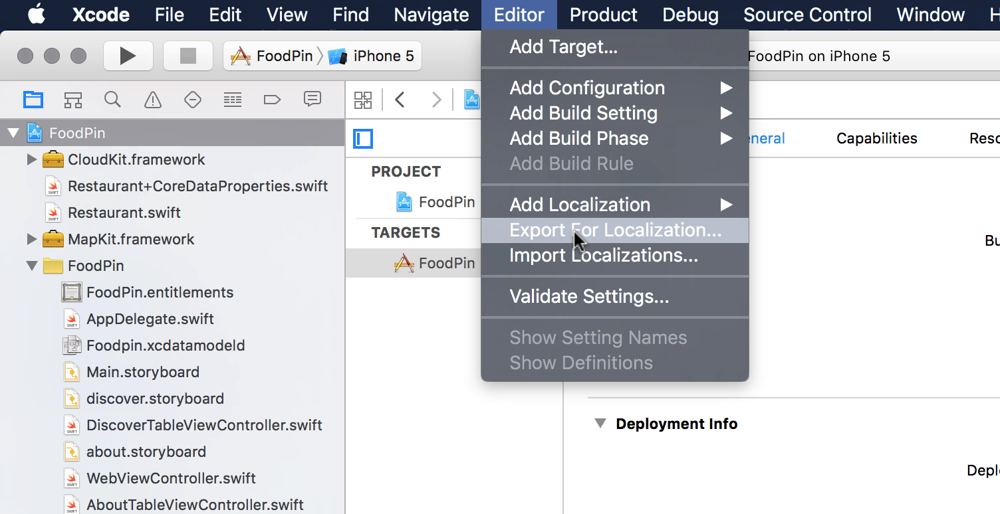 Xcode File Edit View Find Navigate Editor Product Debug Source Control Window
FoodPin iPhone 5
FoodPin on iPhone 5
FoodPin
CloudKit.framework
Restaurant+CoreDataProperties.swift
Restaurant.swift
MapKit.framework
FoodPin
FoodPin.entitlements
AppDelegate.swift
Foodpin.xcdatamodeld
Main.storyboard
discover.storyboard
DiscoverTableViewController.swift
about.storyboard
WebViewController.swift
AboutTableViewController.swift
PROJECT
FoodPin
TARGETS
FoodPin
Add Target...
Add Configuration
Add Build Setting
Add Build Phase
Add Build Rule
Add Localization
Export For Localization...
Import Localizations...
Validate Settings...
Show Setting Names
Show Definitions
Capabilities
Deployment Info